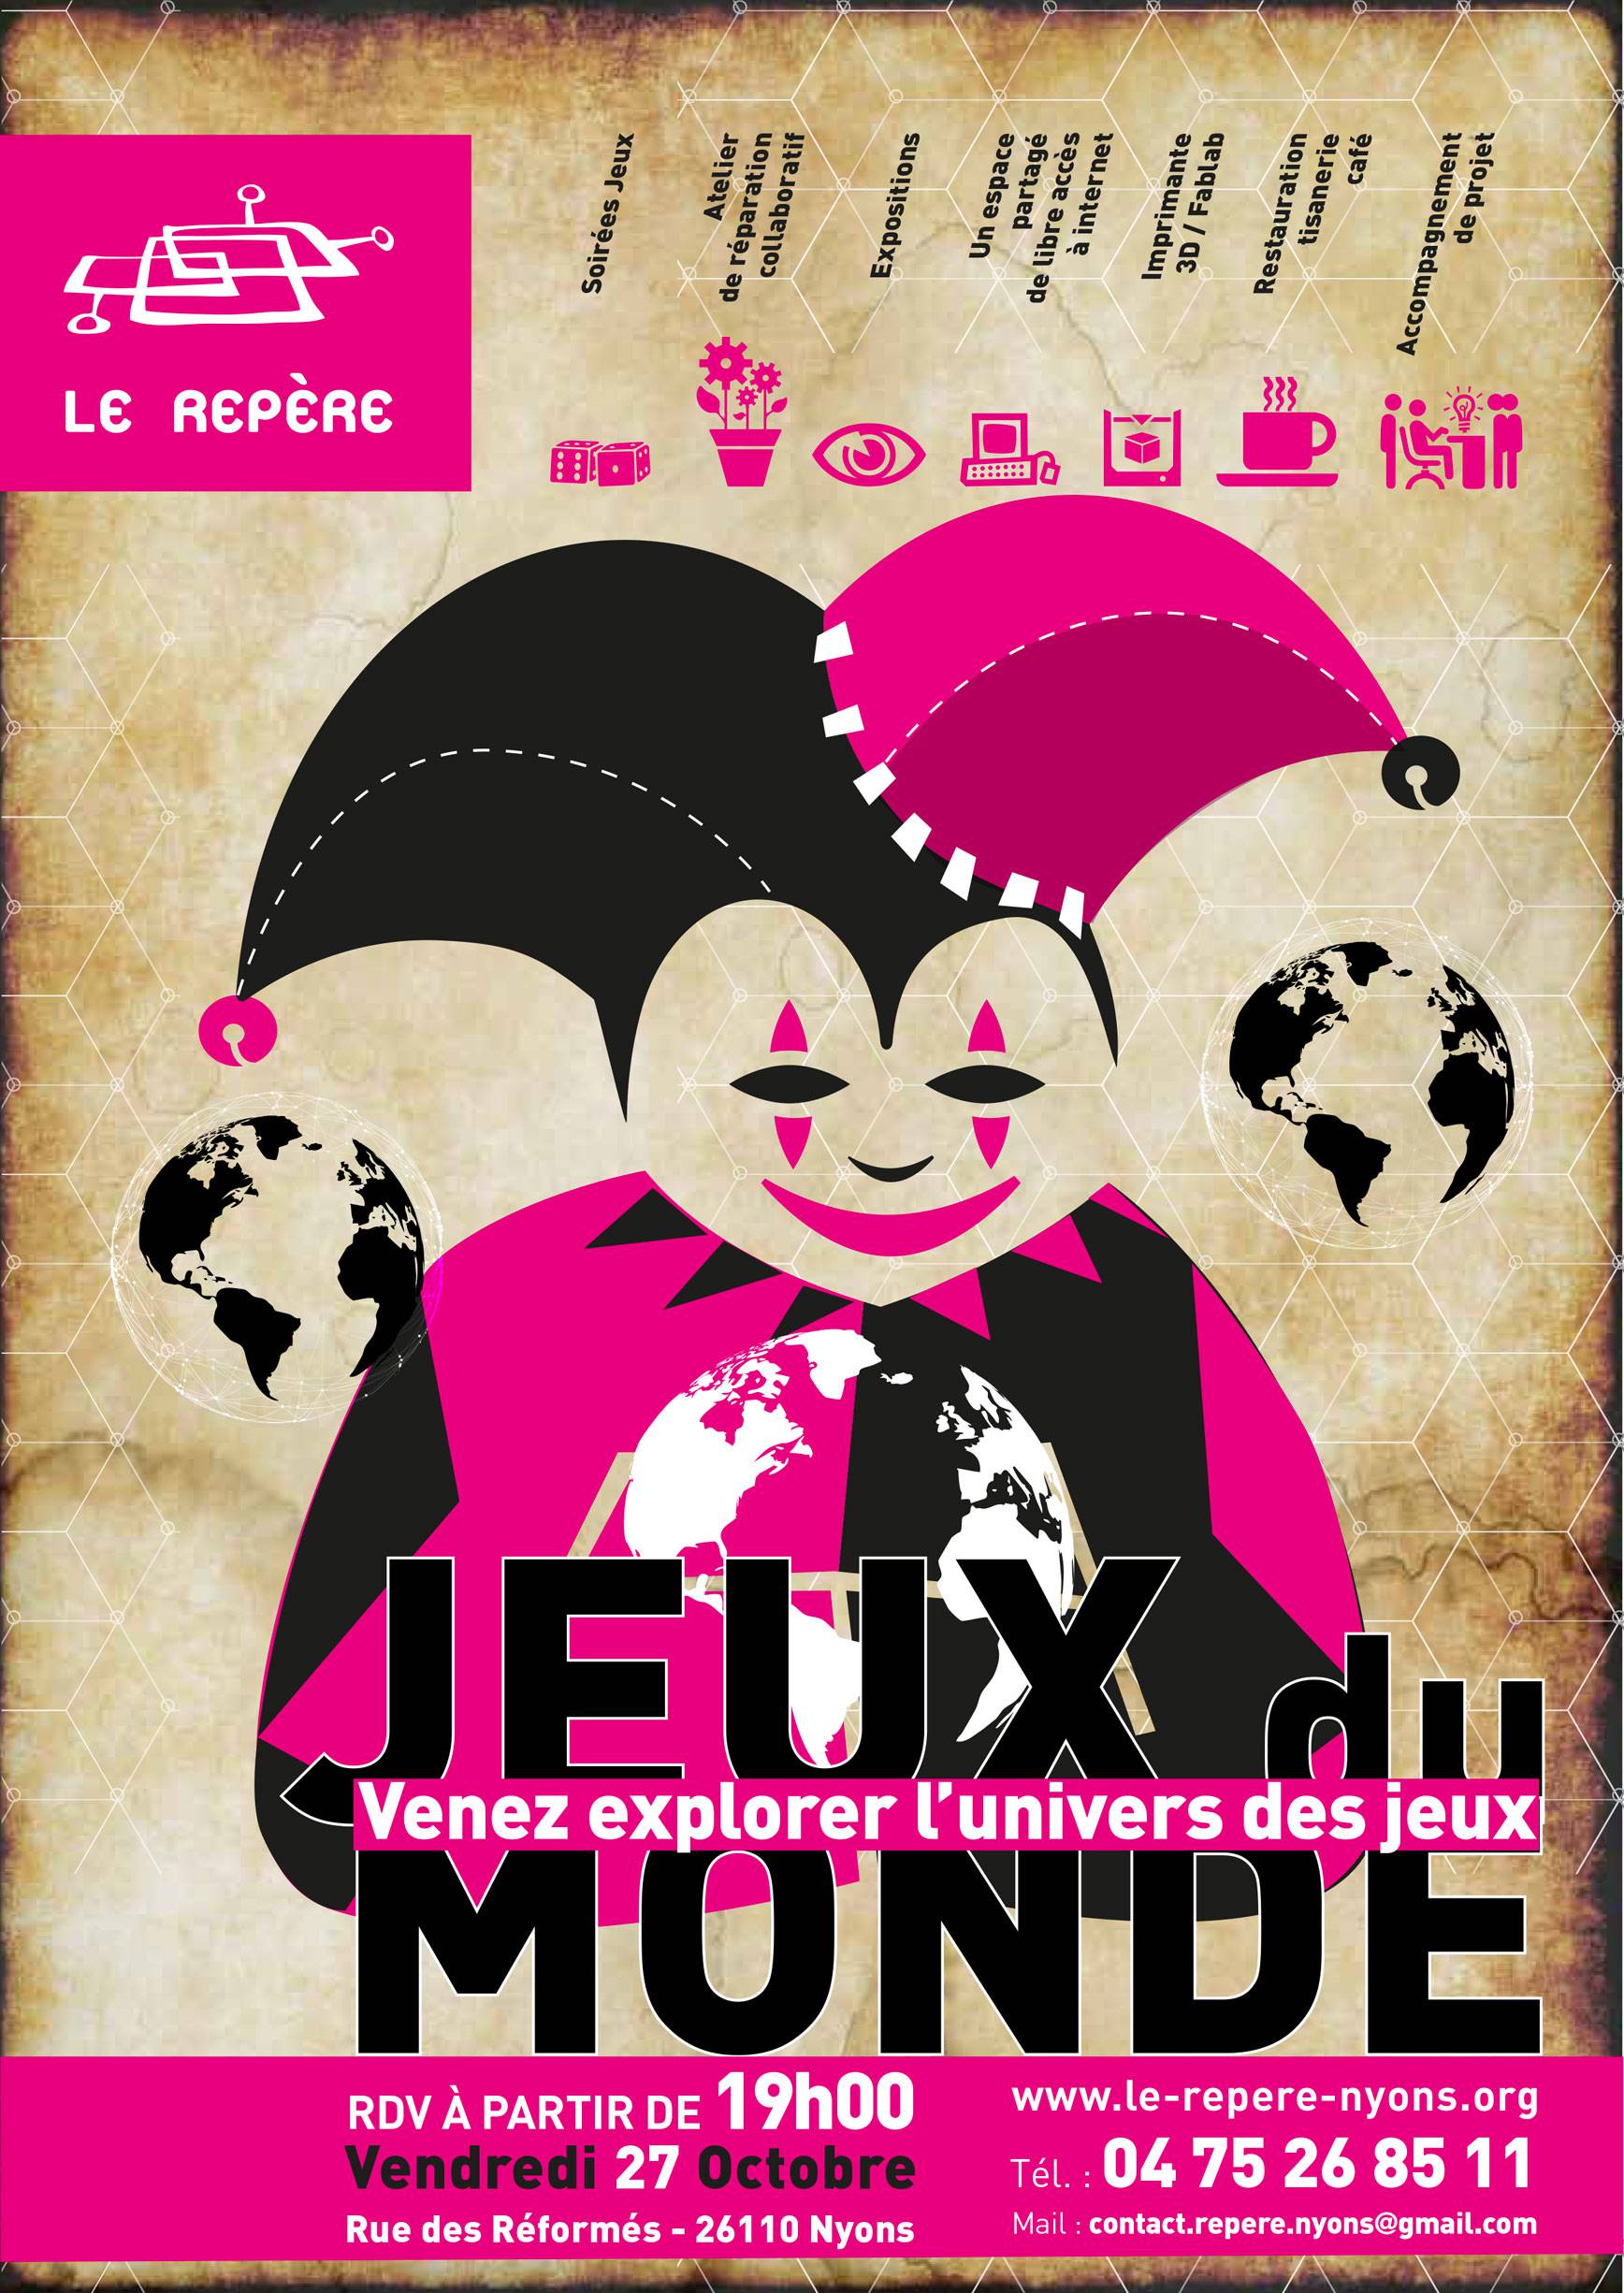 LE REPÈRE
Soirées Jeux
Atelier
de réparation
collaboratif
Expositions
Un espace
partagé
de libre accès
à internet
Imprimante
3D / Fablab
Restauration
tisanerie
café
Accompagnement
de projet
JEUX du
Venez explorer l'univers des jeux
MONDE
RDV À PARTIR DE 19h00
Vendredi 27 Octobre
Rue des Réformés - 26110 Nyons
www.le-repere-nyons.org
Tél. : 04 75 26 85 11
Mail : contact.repere.nyons@gmail.com